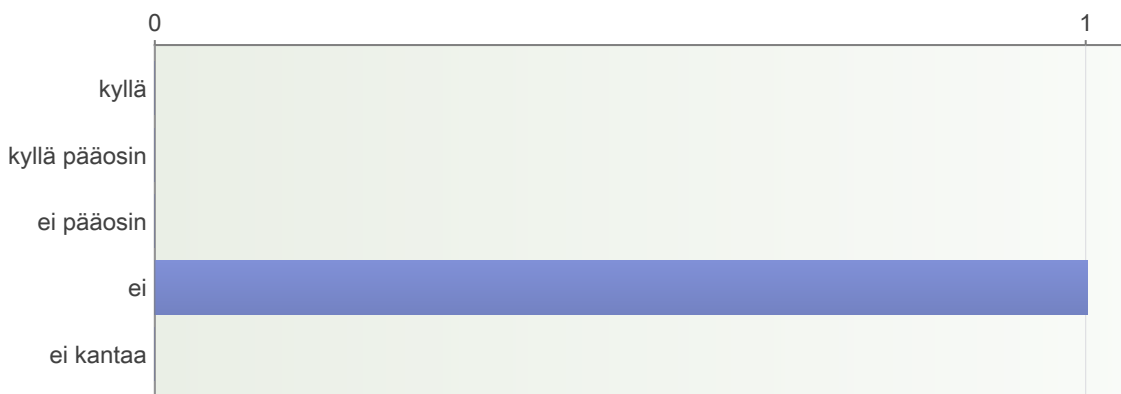 0 1
kyllä
kyllä pääosin
ei pääosin
ei
ei kantaa